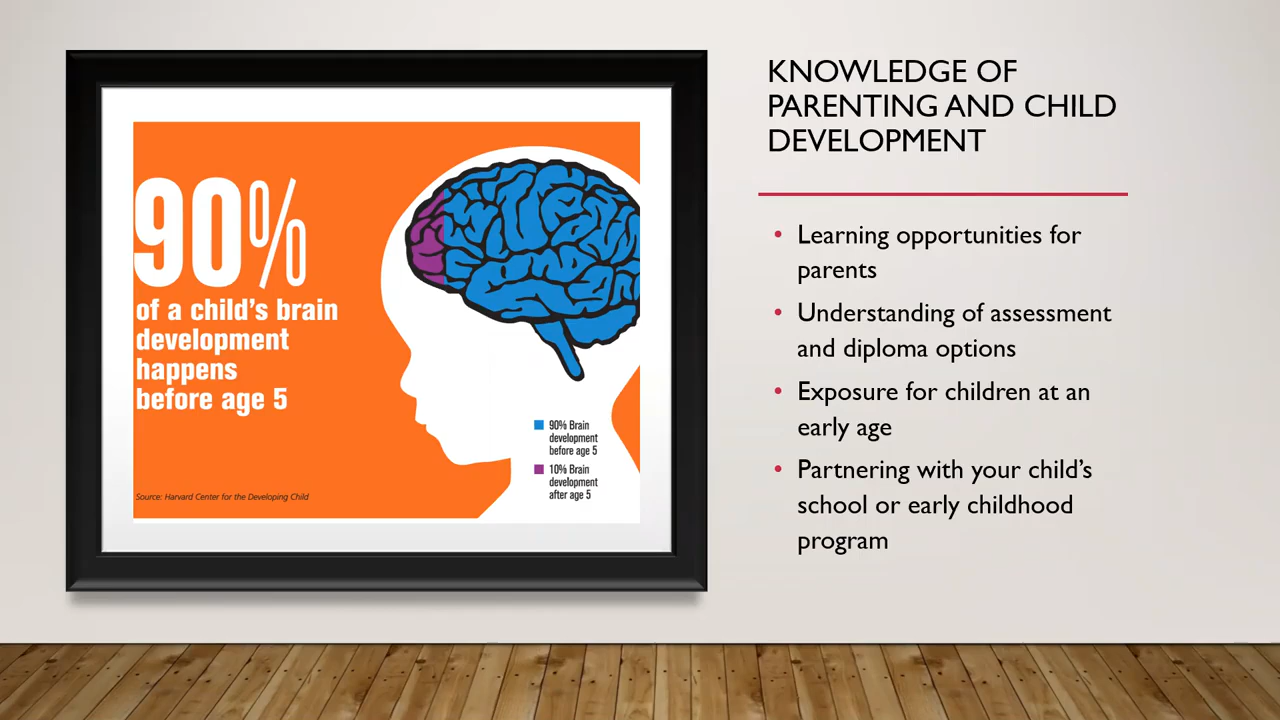 90%
of a child's brain
development
happens
before age 5
90% Brain
development
before age 5
10% Brain
development
after age 5
Source: Harvard Center for the Developing Child
KNOWLEDGE OF
PARENTING AND CHILD
DEVELOPMENT
• Learning opportunities for
parents
• Understanding of assessment
and diploma options
• Exposure for children at an
early age
• Partnering with your child's
school or early childhood
program